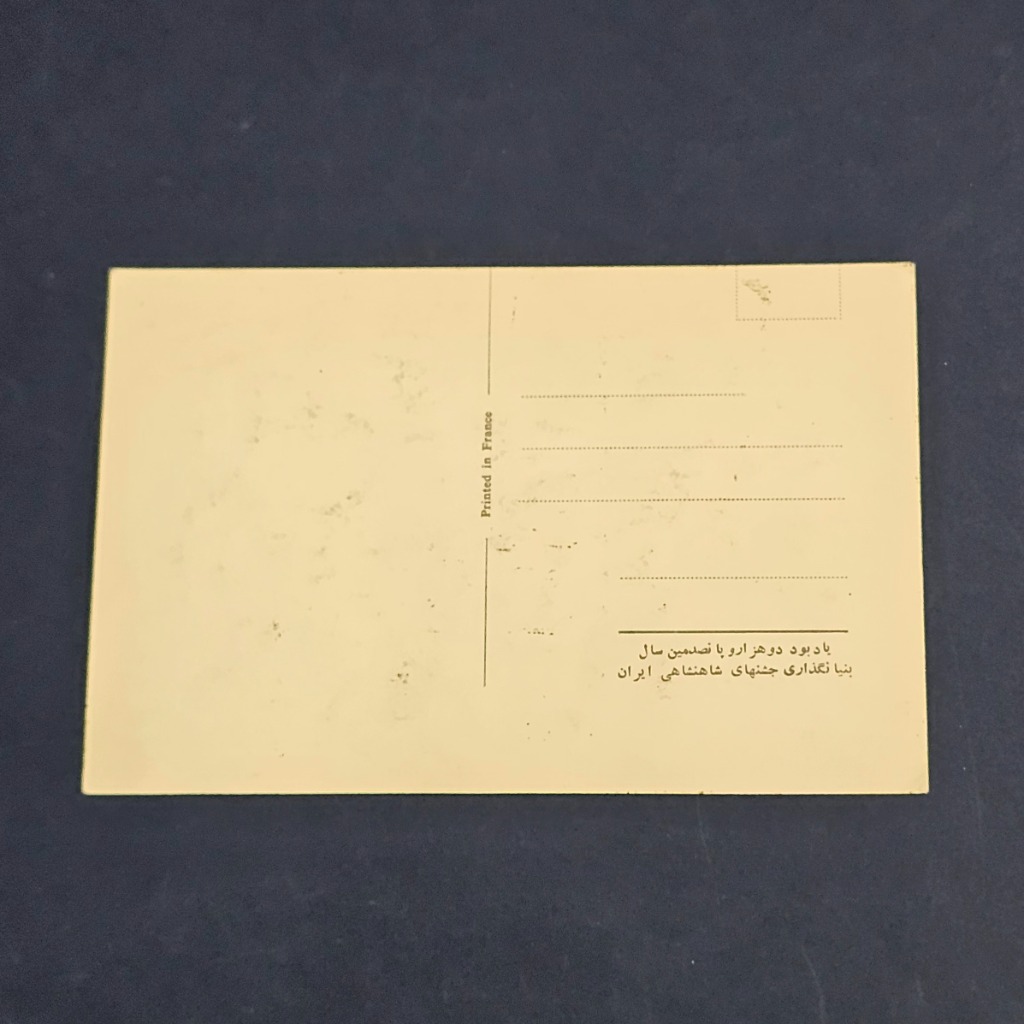 Printed in France
یادبود دوهزارو پانصدمین سال
بنیانگذاری جشنهای شاهنشاهی ایران